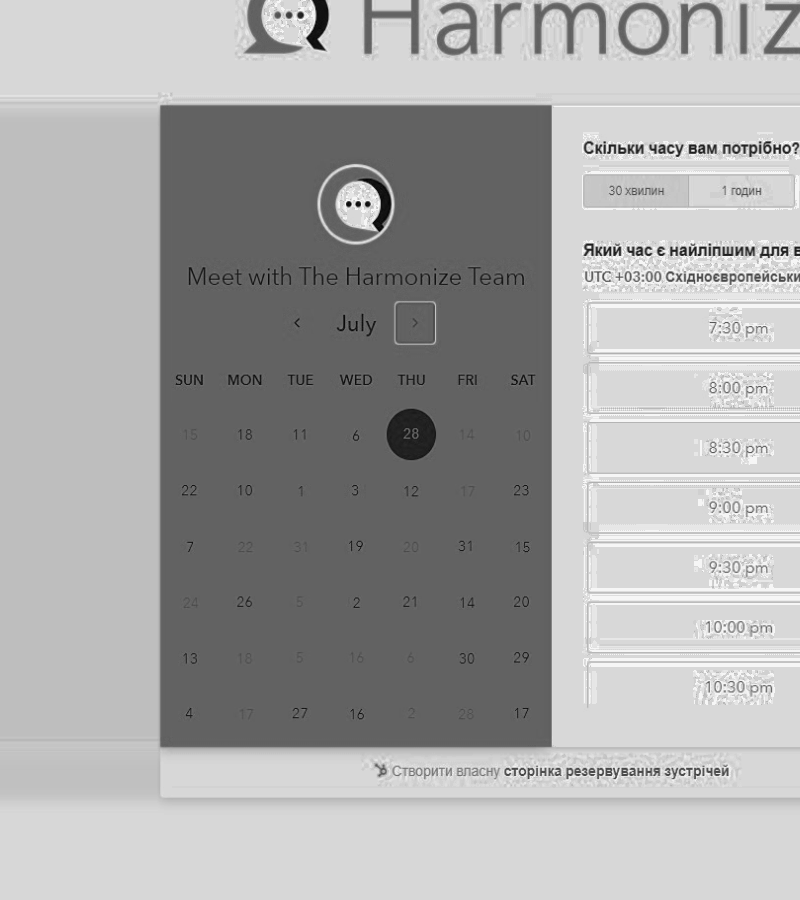 Harmoniz
Meet with The Harmonize Team
July
SUN MON TUE WED THU FRI SAT
15 18 11 6 28 14 10
22 10 1 3 12 17 23
7 22 31 19 20 31 15
24 26 5 2 21 14 20
13 18 5 16 6 30 29
4 17 27 16 2 28 17
Скільки часу вам потрібно?
30 хвилин 1 годин
Який час є найліпшим для в
UTC +03:00 Східноєвропейськи
7:30 pm
8:00 pm
8:30 pm
9:00 pm
9:30 pm
10:00 pm
10:30 pm
Створити власну сторінка резервування зустрічей